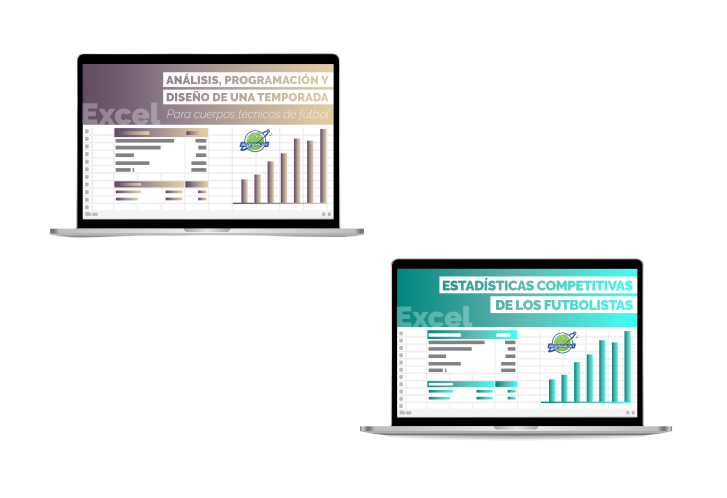 ANÁLISIS, PROGRAMACIÓN Y
DISEÑO DE UNA TEMPORADA
Excel
Para cuerpos técnicos de fútbol
ESTADÍSTICAS COMPETITIVAS
DE LOS FUTBOLISTAS
Excel